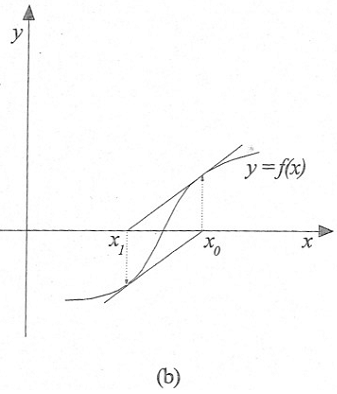 y
y = f(x)
x₁
x₀
x
(b)